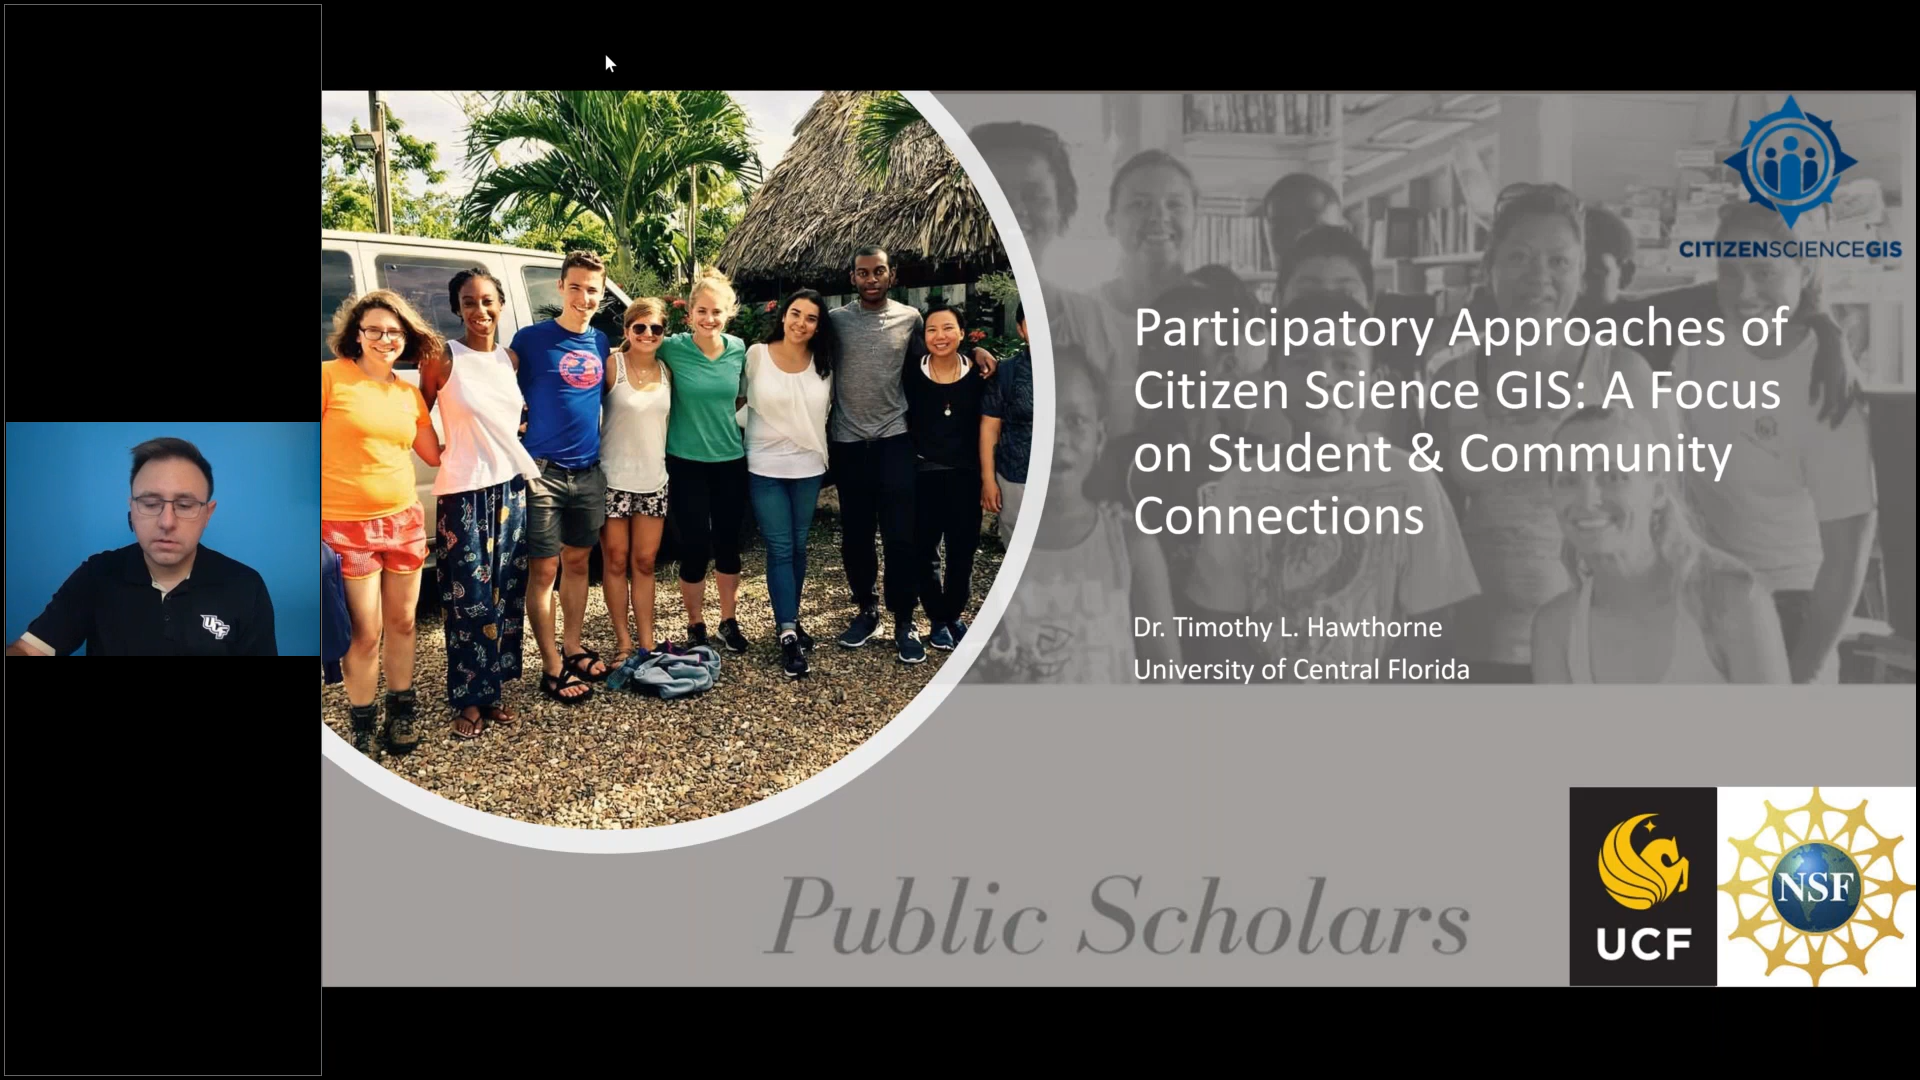 CITIZENSCIENCEGIS
Participatory Approaches of
Citizen Science GIS: A Focus
on Student & Community
Connections
Dr. Timothy L. Hawthorne
University of Central Florida
UCF
Public Scholars
UCF
NSF